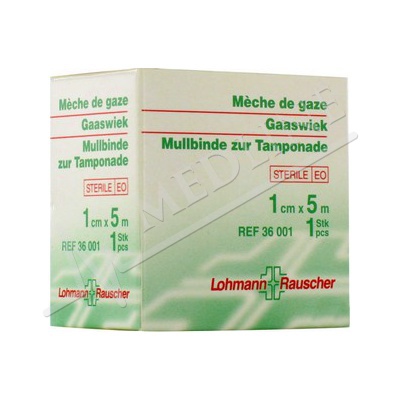 Mèche de gaze
Gaaswiek
Mullbinde
zur Tamponade
STERILE EO
1 cm x 5 m
REF 36 001 1 Stk pcs
Lohmann Rauscher
Mèche de gaze
Gaaswiek
Mullbinde zur Tamponade
STERILE EO
1 cm x 5 m
REF 36 001 1 Stk pcs
Lohmann Rauscher